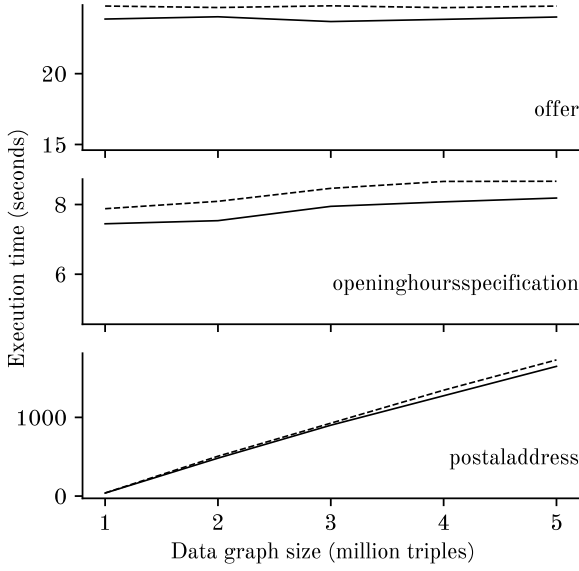 20
15
offer
Execution time (seconds)
8
6
openinghoursspecification
1000
0
postaladdress
1 2 3 4 5
Data graph size (million triples)